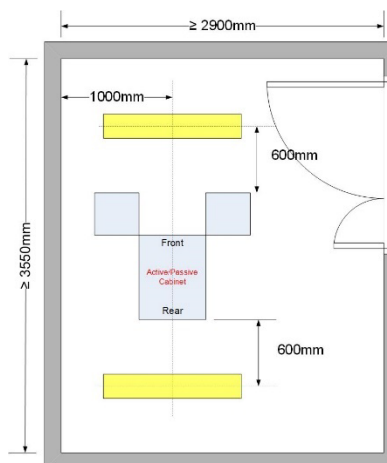 ≥ 2900mm
1000mm
600mm
≥ 3550mm
Front
Active/Passive
Cabinet
Rear
600mm